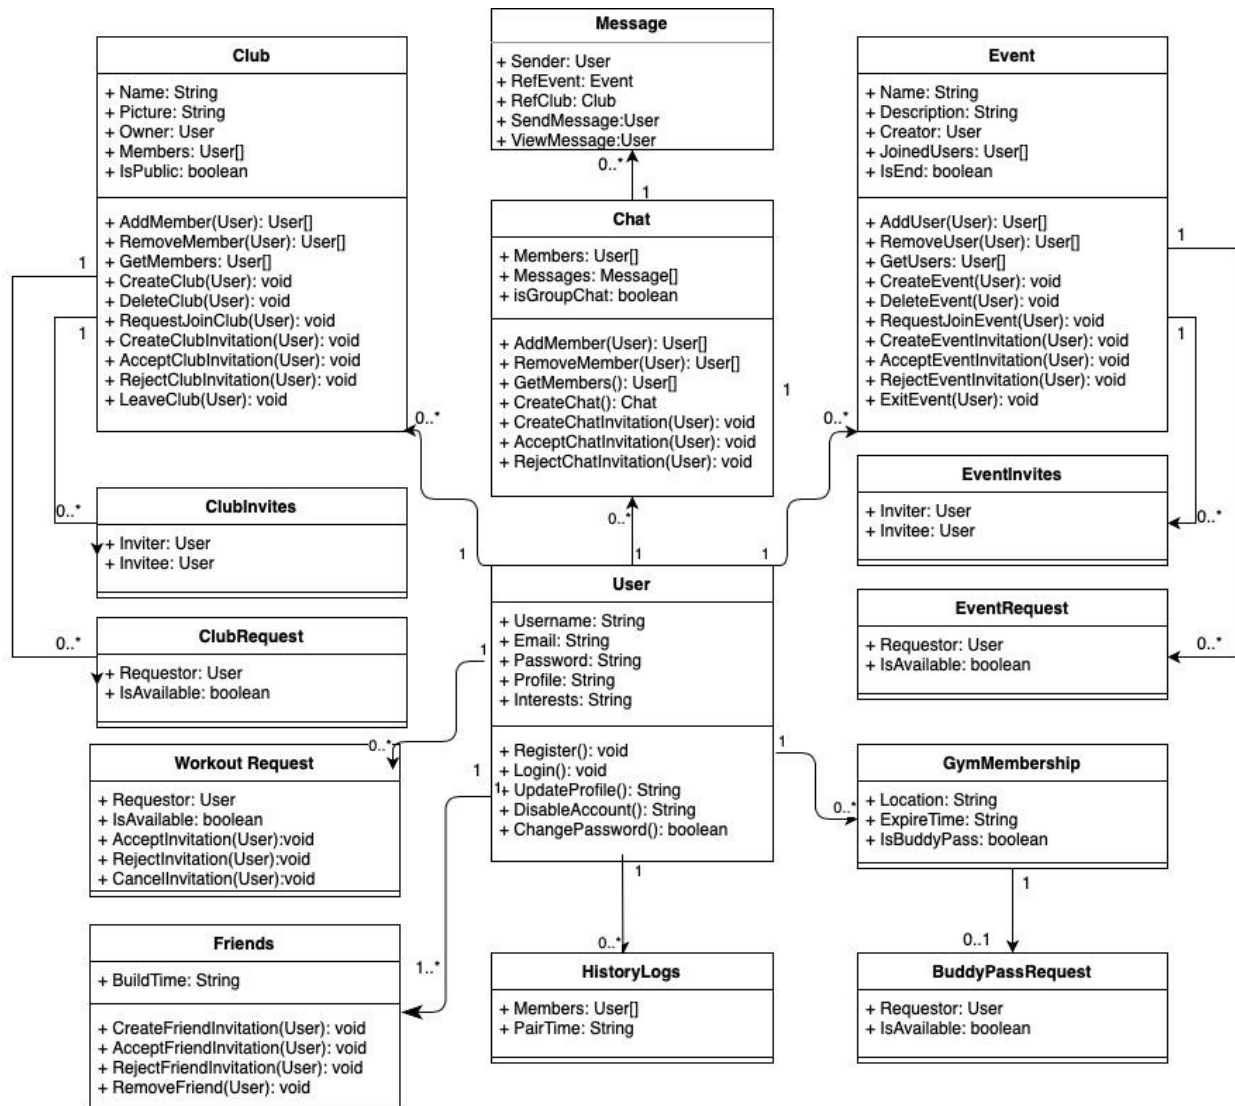 Message
+ Sender: User
+ RefEvent: Event
+ RefClub: Club
+ SendMessage:User
+ ViewMessage:User
0..*
1
Club
+ Name: String
+ Picture: String
+ Owner: User
+ Members: User[]
+ IsPublic: boolean
+ AddMember(User): User[]
+ RemoveMember(User): User[]
+ GetMembers: User[]
+ CreateClub(User): void
+ DeleteClub(User): void
+ RequestJoinClub(User): void
+ CreateClubInvitation(User): void
+ AcceptClubInvitation(User): void
+ RejectClubInvitation(User): void
+ LeaveClub(User): void
1
1
0..*
Chat
+ Members: User[]
+ Messages: Message[]
+ isGroupChat: boolean
+ AddMember(User): User[]
+ RemoveMember(User): User[]
+ GetMembers(): User[]
+ CreateChat(): Chat
+ CreateChatInvitation(User): void
+ AcceptChatInvitation(User): void
+ RejectChatInvitation(User): void
1
0..*
0..*
Event
+ Name: String
+ Description: String
+ Creator: User
+ JoinedUsers: User[]
+ IsEnd: boolean
+ AddUser(User): User[]
+ RemoveUser(User): User[]
+ GetUsers: User[]
+ CreateEvent(User): void
+ DeleteEvent(User): void
+ RequestJoinEvent(User): void
+ CreateEventInvitation(User): void
+ AcceptEventInvitation(User): void
+ RejectEventInvitation(User): void
+ ExitEvent(User): void
1
1
ClubInvites
+ Inviter: User
+ Invitee: User
0..*
EventInvites
+ Inviter: User
+ Invitee: User
0..*
ClubRequest
+ Requestor: User
+ IsAvailable: boolean
0..*
EventRequest
+ Requestor: User
+ IsAvailable: boolean
0..*
1
1
1
User
+ Username: String
+ Email: String
+ Password: String
+ Profile: String
+ Interests: String
+ Register(): void
+ Login(): void
+ UpdateProfile(): String
+ DisableAccount(): String
+ ChangePassword(): boolean
1
1
1
1
1
0..*
Workout Request
+ Requestor: User
+ IsAvailable: boolean
+ AcceptInvitation(User):void
+ RejectInvitation(User):void
+ CancelInvitation(User):void
0..*
GymMembership
+ Location: String
+ ExpireTime: String
+ IsBuddyPass: boolean
1
0..1
Friends
+ BuildTime: String
+ CreateFriendInvitation(User): void
+ AcceptFriendInvitation(User): void
+ RejectFriendInvitation(User): void
+ RemoveFriend(User): void
1..*
0..*
HistoryLogs
+ Members: User[]
+ PairTime: String
BuddyPassRequest
+ Requestor: User
+ IsAvailable: boolean